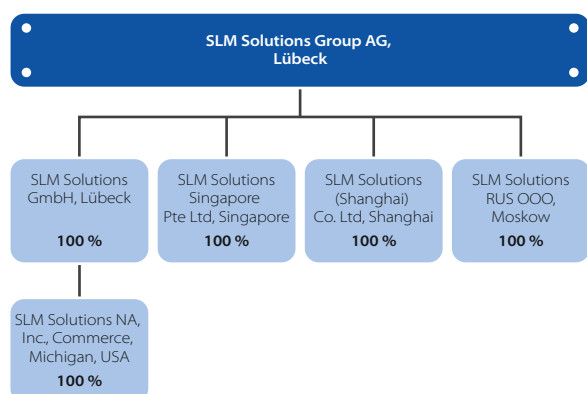 SLM Solutions Group AG,
Lübeck
SLM Solutions
GmbH, Lübeck
100 %
SLM Solutions
Singapore
Pte Ltd, Singapore
100 %
SLM Solutions
(Shanghai)
Co. Ltd, Shanghai
100 %
SLM Solutions
RUS OOO,
Moskow
100 %
SLM Solutions NA,
Inc., Commerce,
Michigan, USA
100 %